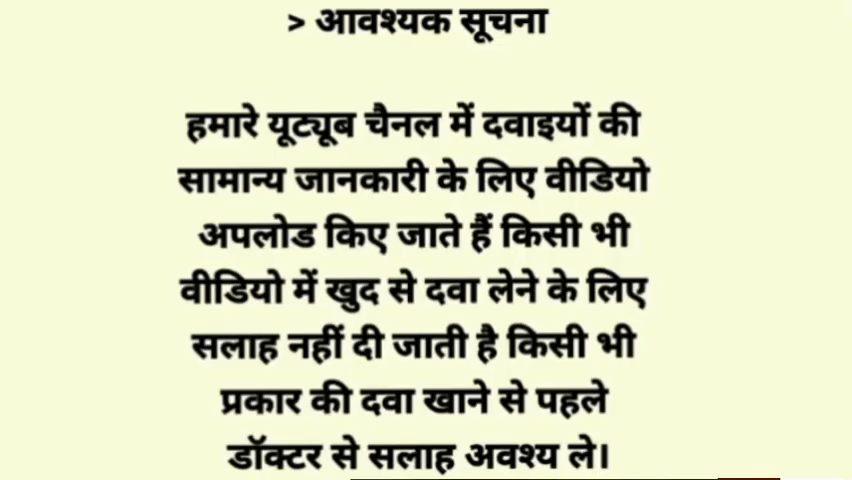 > आवश्यक सूचना
हमारे यूट्यूब चैनल में दवाइयों की
सामान्य जानकारी के लिए वीडियो
अपलोड किए जाते हैं किसी भी
वीडियो में खुद से दवा लेने के लिए
सलाह नहीं दी जाती है किसी भी
प्रकार की दवा खाने से पहले
डॉक्टर से सलाह अवश्य ले।